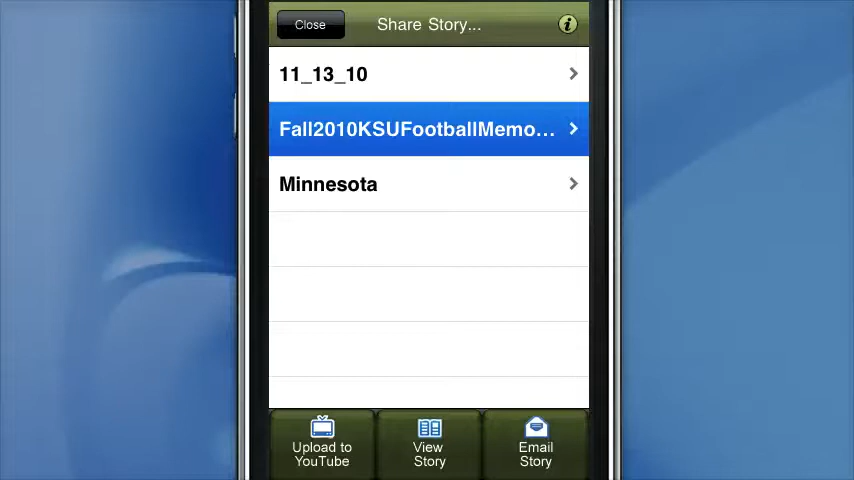 Close
Share Story...
11_13_10
Fall2010KSUFootballMemo...
Minnesota
Upload to
YouTube
View
Story
Email
Story